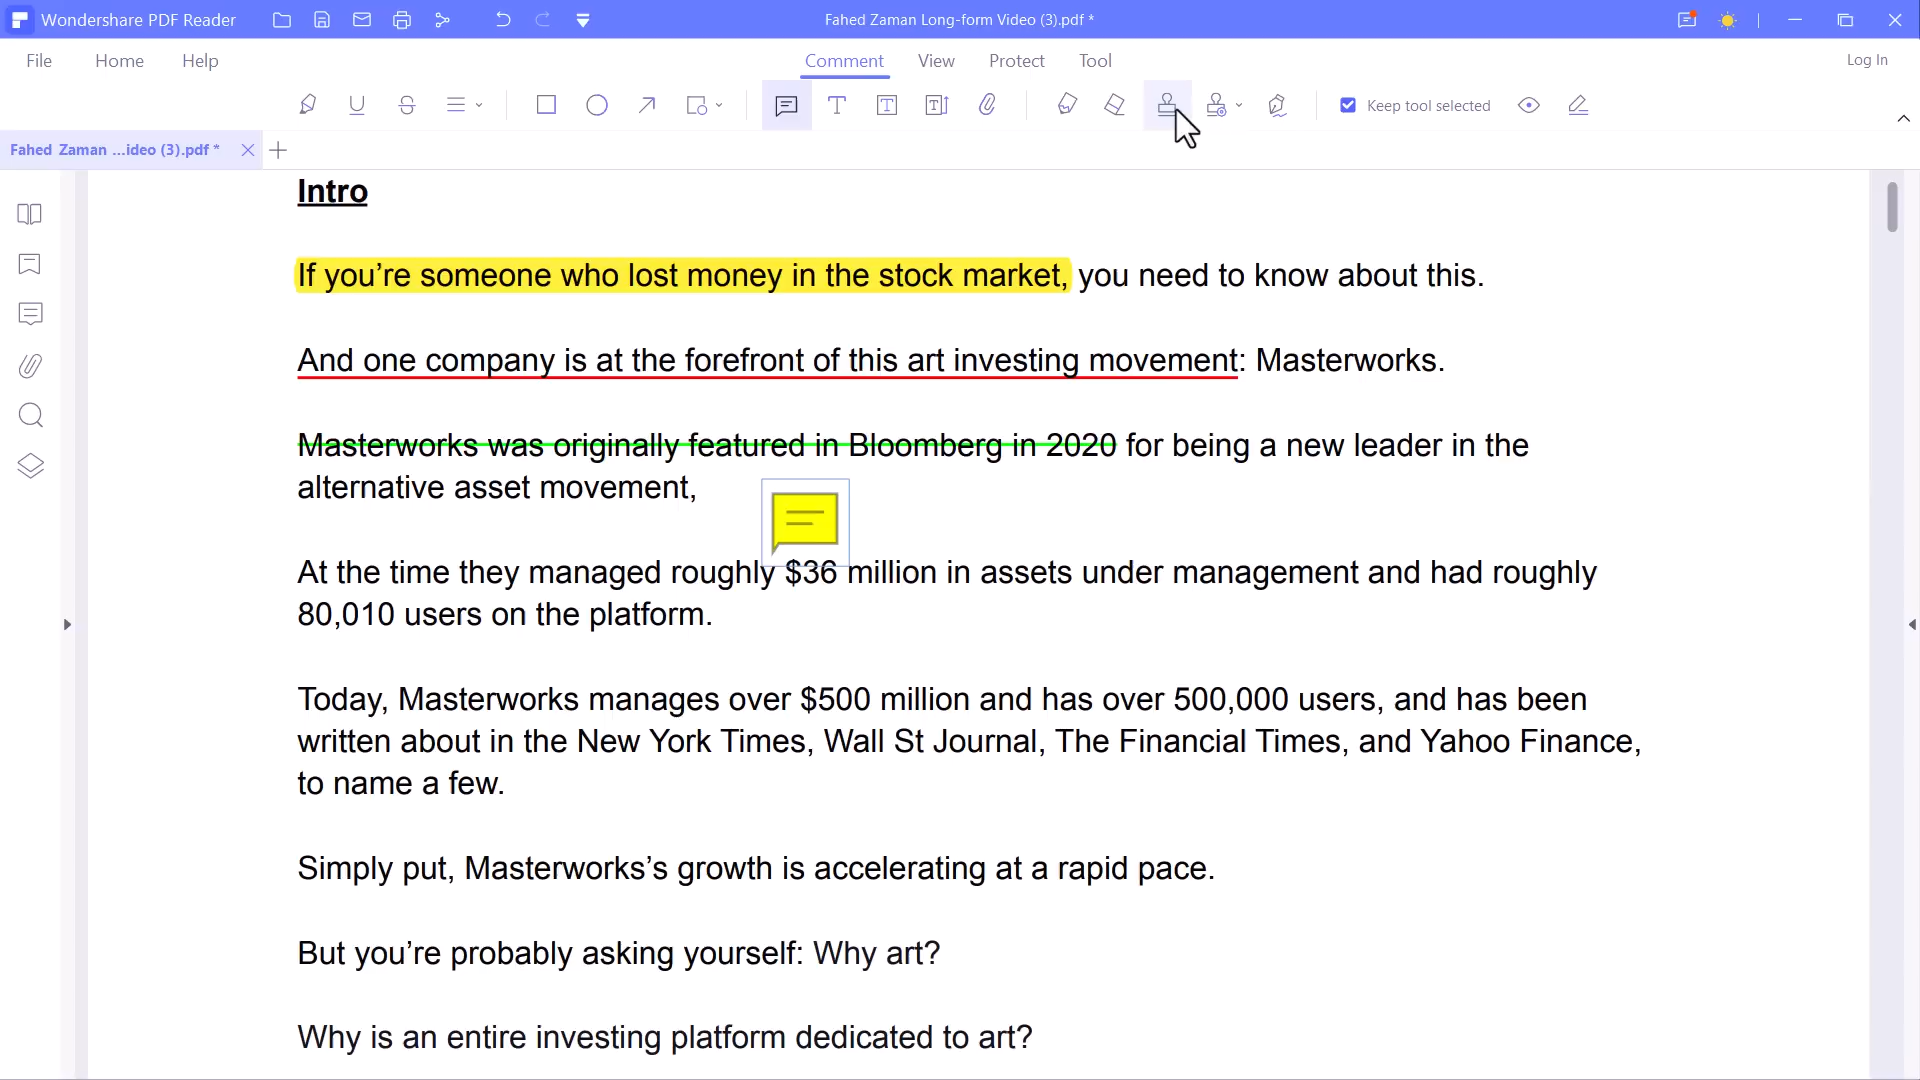 Wondershare PDF Reader
Fahed Zaman Long-form Video (3).pdf *
File Home Help Comment View Protect Tool Log In
Keep tool selected
Fahed Zaman ...ideo (3).pdf *
Intro
If you’re someone who lost money in the stock market, you need to know about this.
And one company is at the forefront of this art investing movement: Masterworks.
Masterworks was originally featured in Bloomberg in 2020 for being a new leader in the
alternative asset movement,
At the time they managed roughly $36 million in assets under management and had roughly
80,010 users on the platform.
Today, Masterworks manages over $500 million and has over 500,000 users, and has been
written about in the New York Times, Wall St Journal, The Financial Times, and Yahoo Finance,
to name a few.
Simply put, Masterworks’s growth is accelerating at a rapid pace.
But you’re probably asking yourself: Why art?
Why is an entire investing platform dedicated to art?